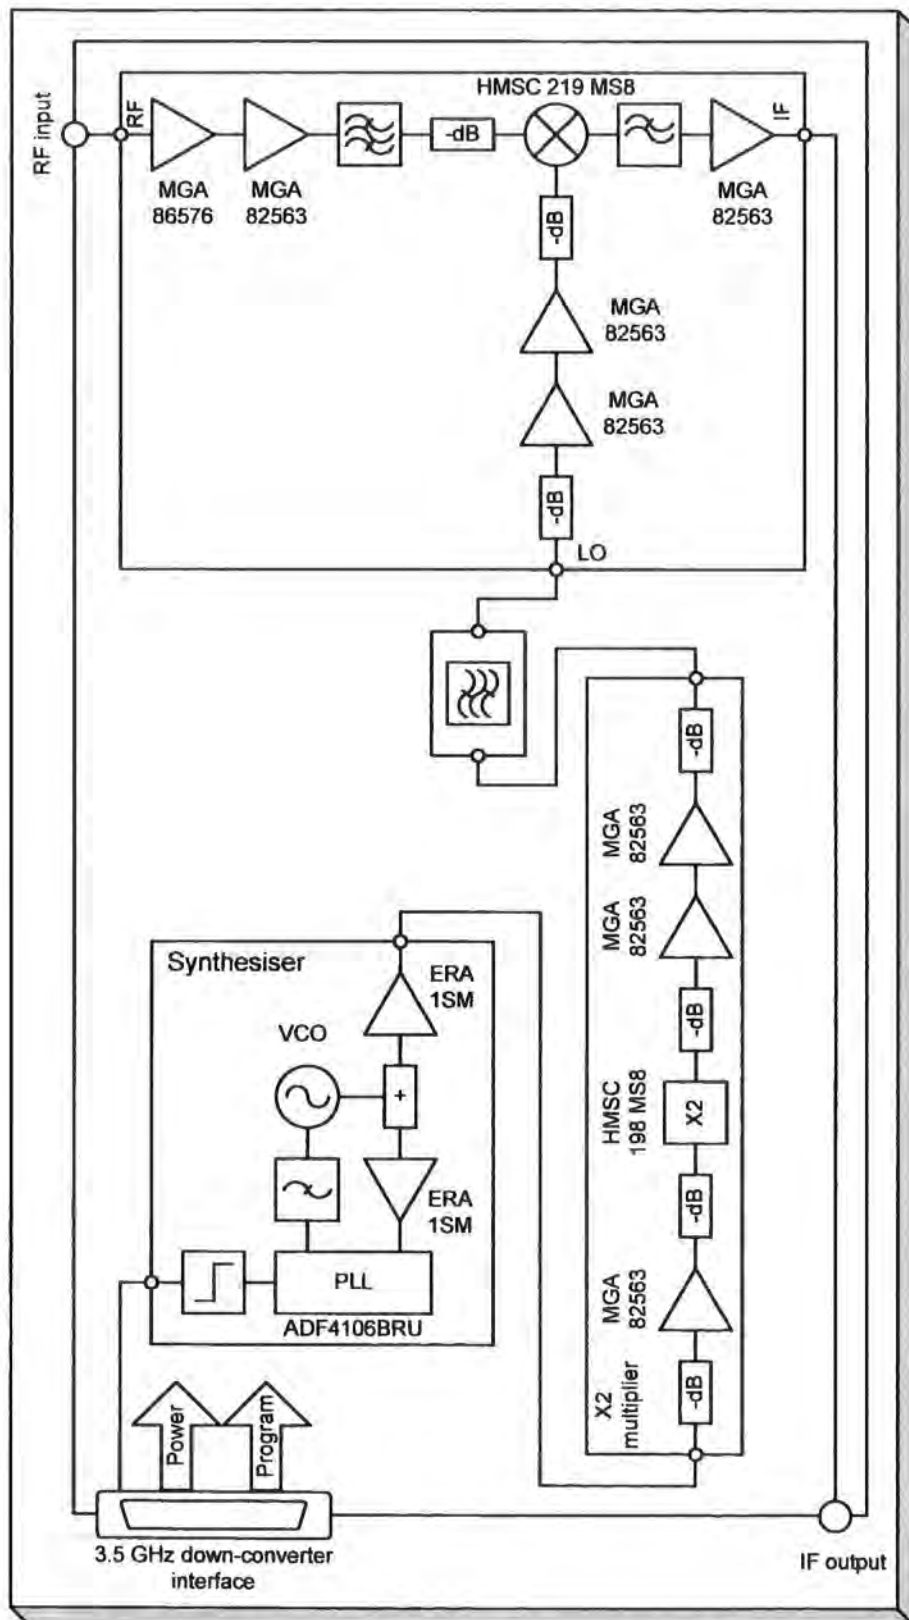 HMSC 219 MS8
RF input
RF
-dB
IF
MGA
86576
MGA
82563
MGA
82563
-dB
MGA
82563
MGA
82563
-dB
LO
-dB
MGA
82563
MGA
82563
-dB
HMSC
198 MS8
X2
-dB
MGA
82563
-dB
X2
multiplier
Synthesiser
ERA
1SM
VCO
+
ERA
1SM
PLL
ADF4106BRU
Power
Program
3.5 GHz down-converter
interface
IF output